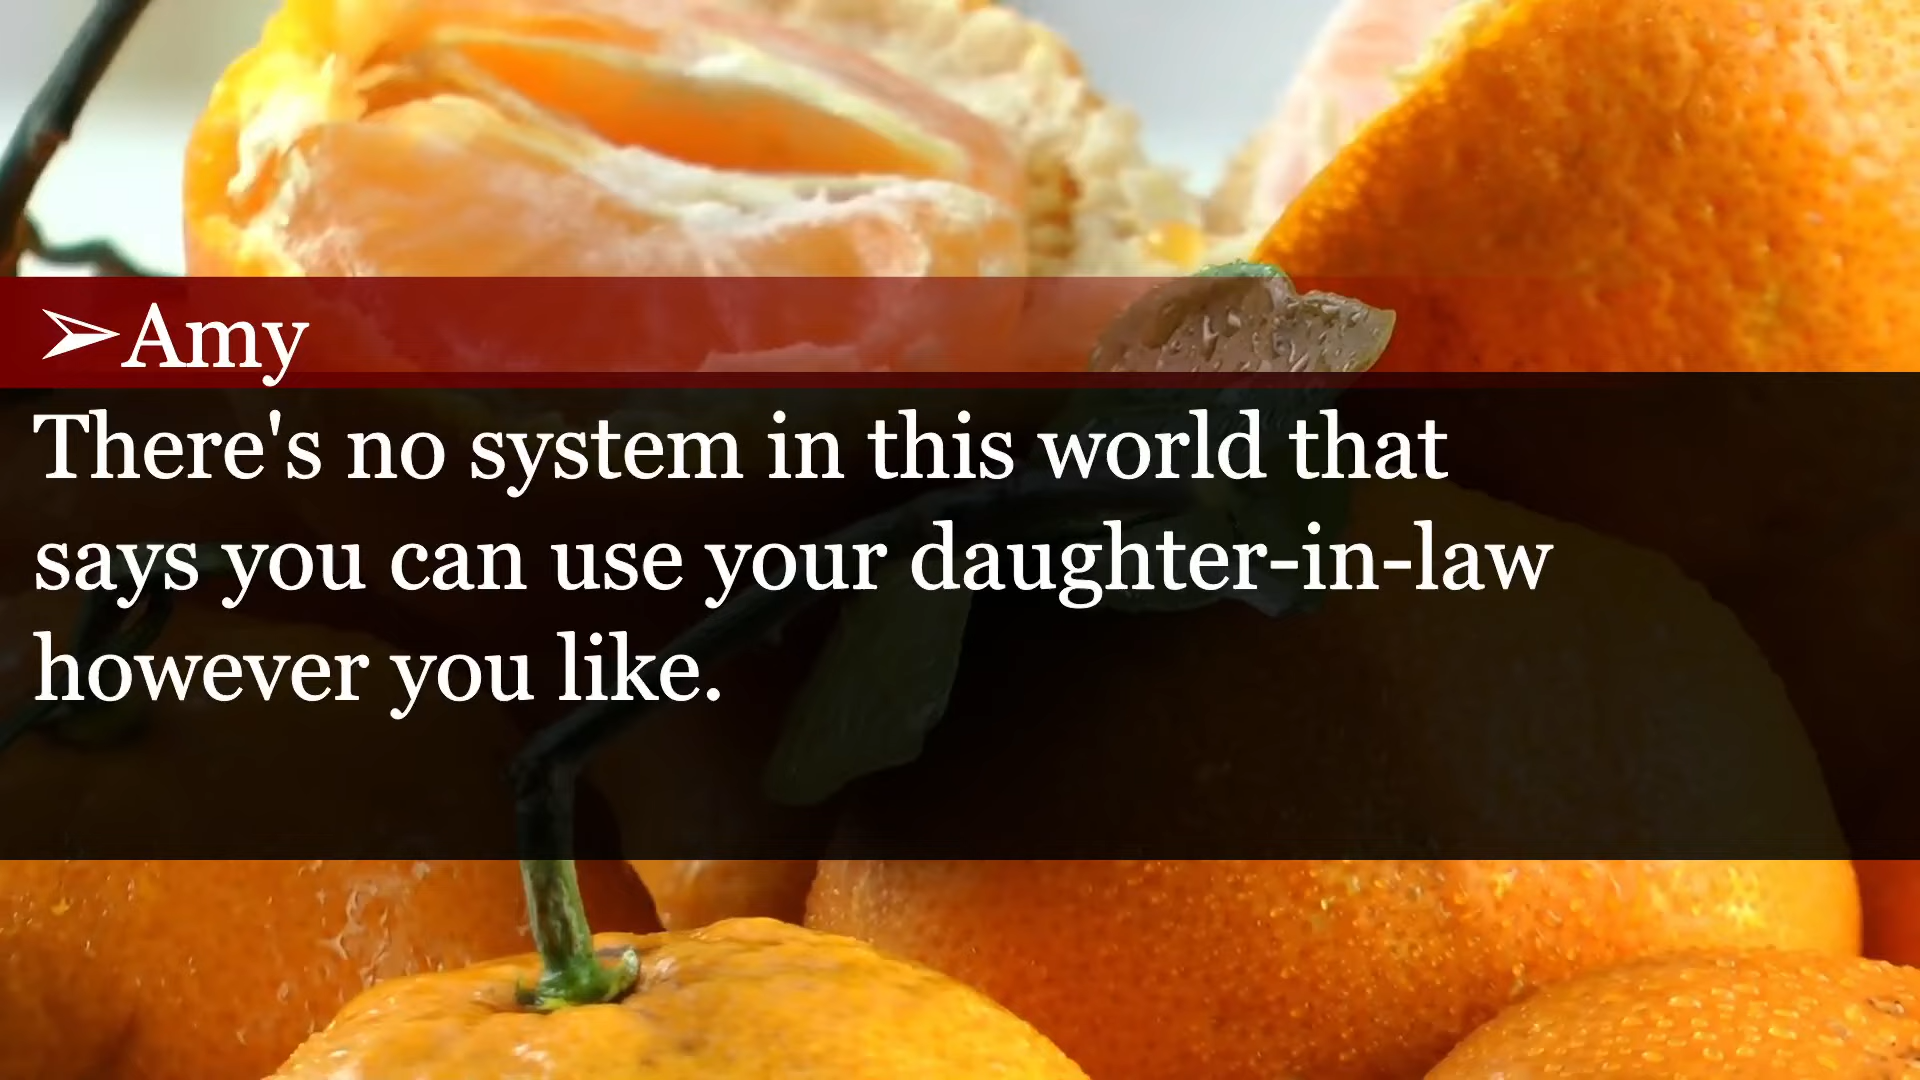 ➢Amy
There's no system in this world that
says you can use your daughter-in-law
however you like.